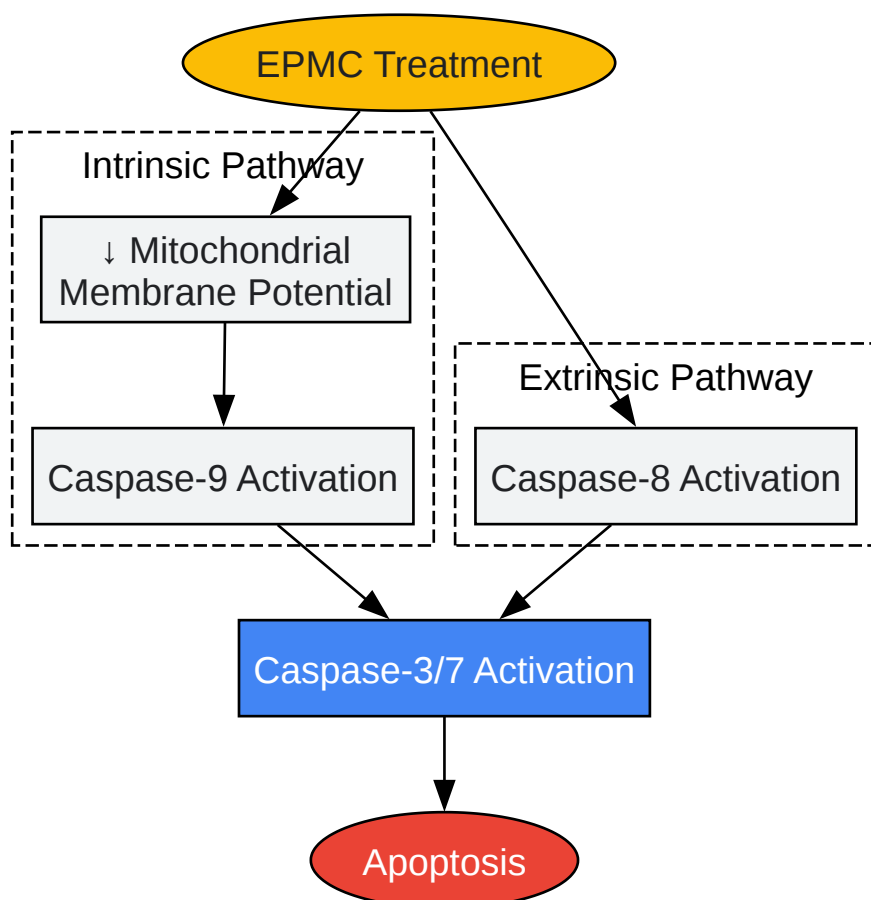 EPMC Treatment
Intrinsic Pathway
↓ Mitochondrial
Membrane Potential
Extrinsic Pathway
Caspase-9 Activation
Caspase-8 Activation
Caspase-3/7 Activation
Apoptosis